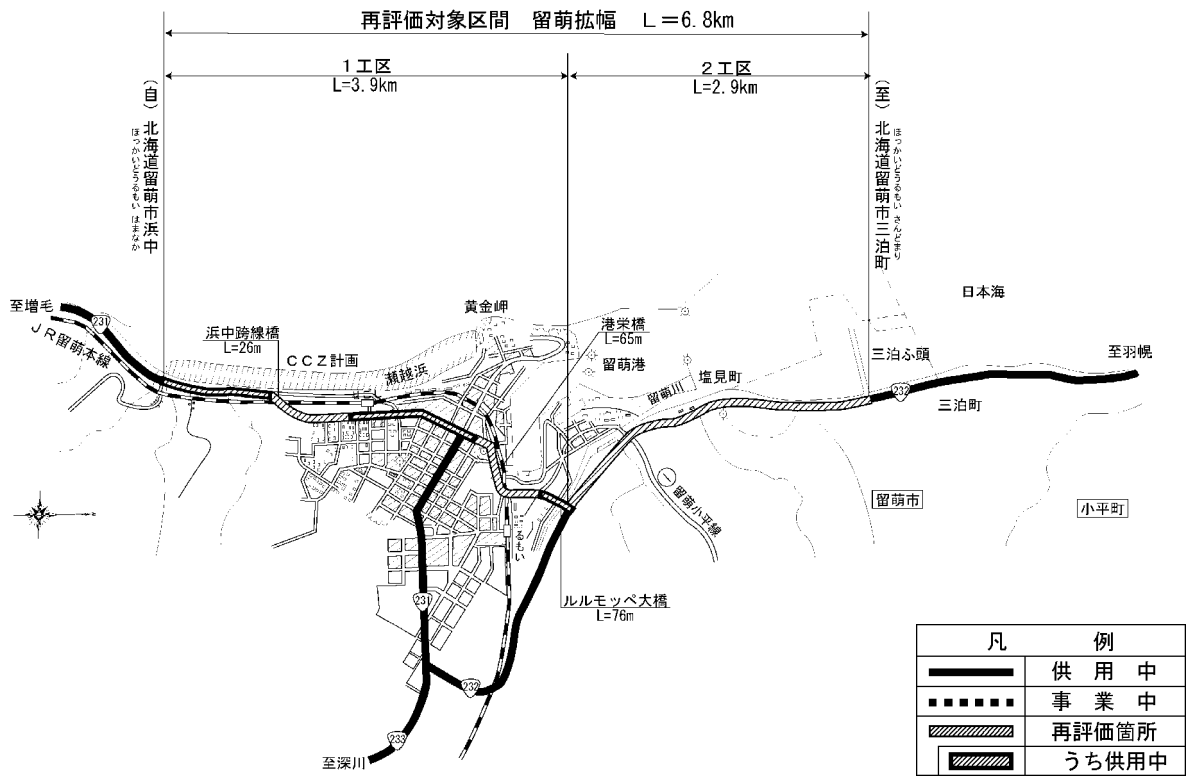 再評価対象区間　留萌拡幅　L＝6.8km
１工区
L=3.9km
２工区
L=2.9km
（自）北海道留萌市浜中
ほっかいどうるもい はまなか
（至）北海道留萌市三泊町
ほっかいどうるもい さんどまり
至増毛
231
ＪＲ留萌本線
浜中跨線橋
L=26m
ＣＣＺ計画
瀬越浜
黄金岬
港栄橋
L=65m
留萌港
留萌川
塩見町
三泊ふ頭
日本海
至羽幌
232
三泊町
留萌小平線
留萌市
小平町
るもい
ルルモッペ大橋
L=76m
231
232
233
至深川
凡　例
供用中
事業中
再評価箇所
うち供用中